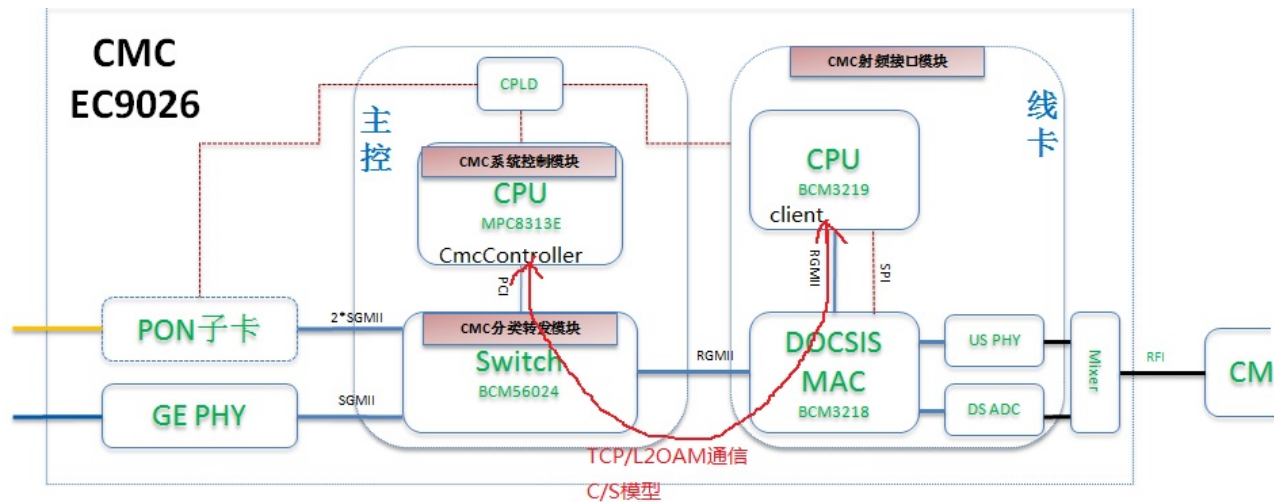 CMC
EC9026
主控
CPLD
CMC系统控制模块
CPU
MPC8313E
CmcController
PCI
CMC射频接口模块
线卡
CPU
BCM3219
client
RGMII
SPI
PON子卡
2*SGMII
CMC分类转发模块
Switch
BCM56024
RGMII
DOCSIS
MAC
BCM3218
US PHY
DS ADC
Mixer
RFI
CM
GE PHY
SGMII
TCP/L2OAM通信
C/S模型